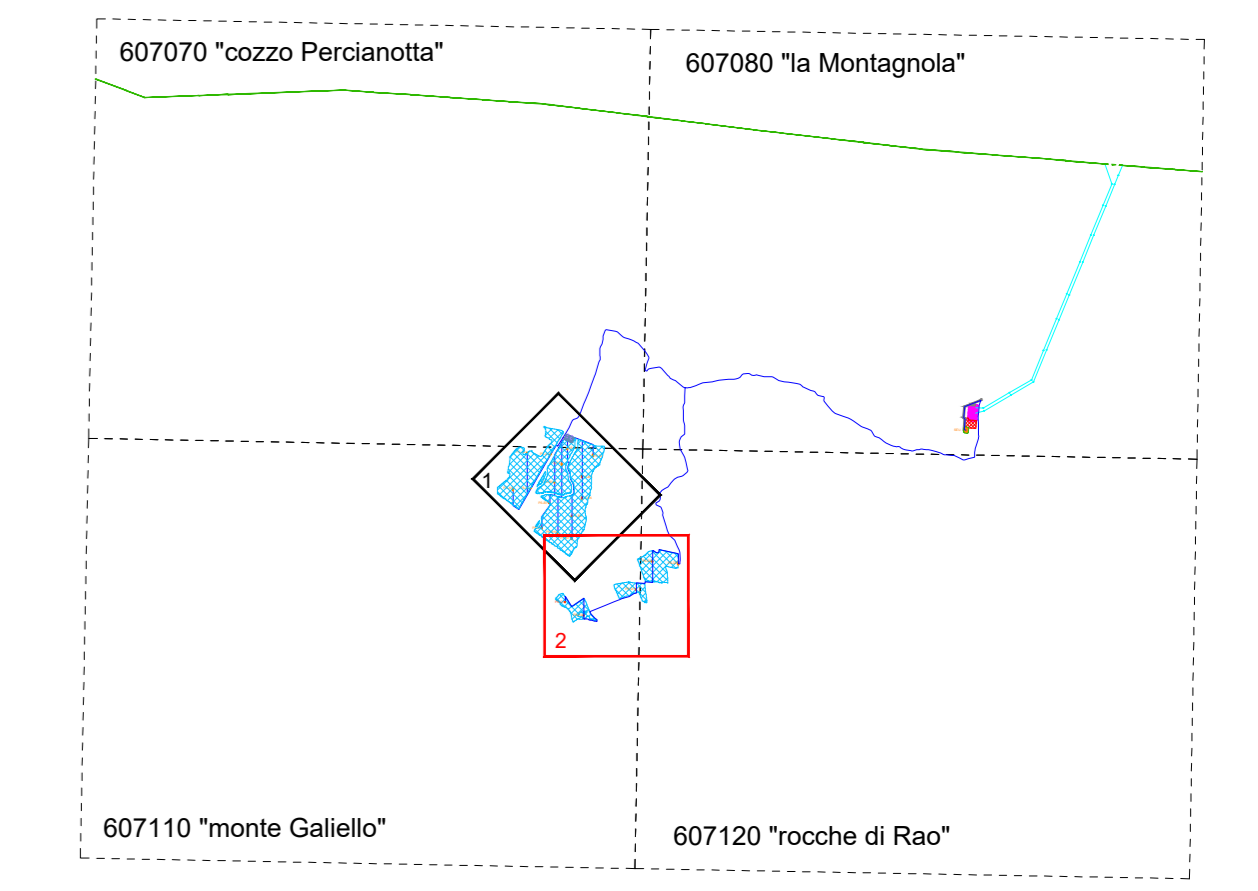 607070 "cozzo Percianotta"
607080 "la Montagnola"
1
2
607110 "monte Galiello"
607120 "rocche di Rao"